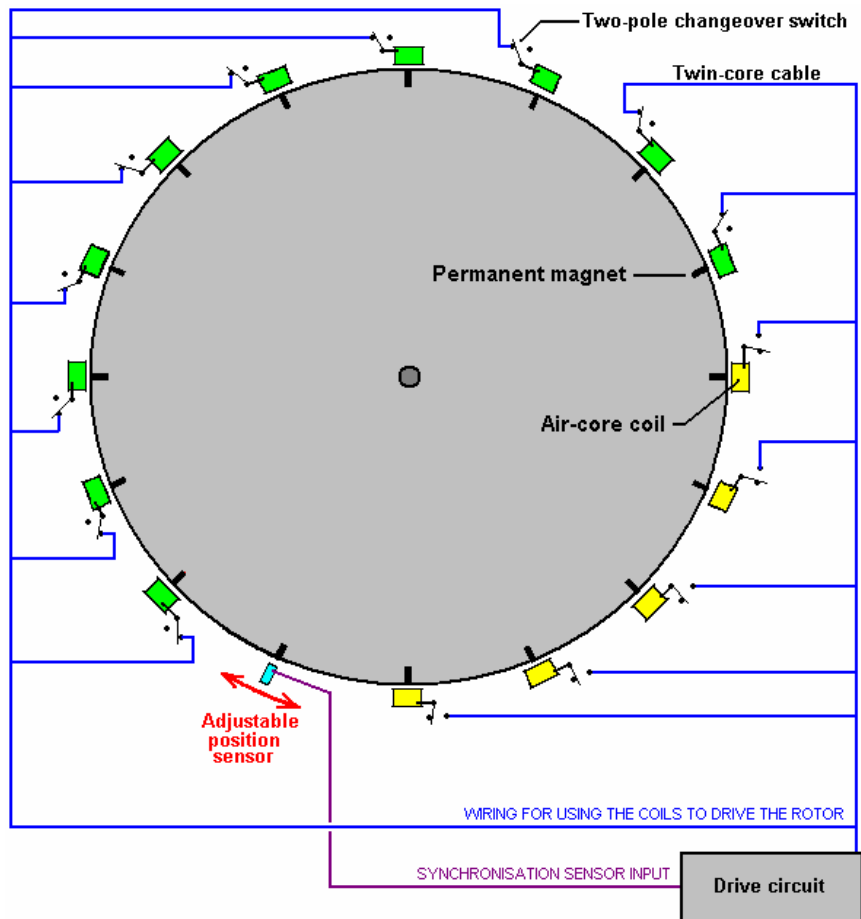 Two-pole changeover switch
Twin-core cable
Permanent magnet
Air-core coil
Adjustable
position
sensor
WIRING FOR USING THE COILS TO DRIVE THE ROTOR
SYNCHRONISATION SENSOR INPUT
Drive circuit